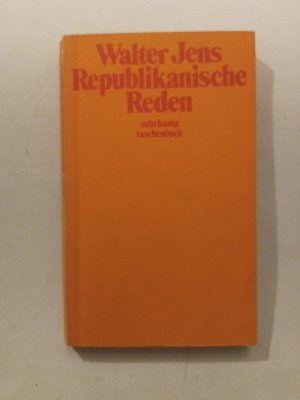 Walter Jens
Republikanische
Reden
suhrkamp
taschenbuch